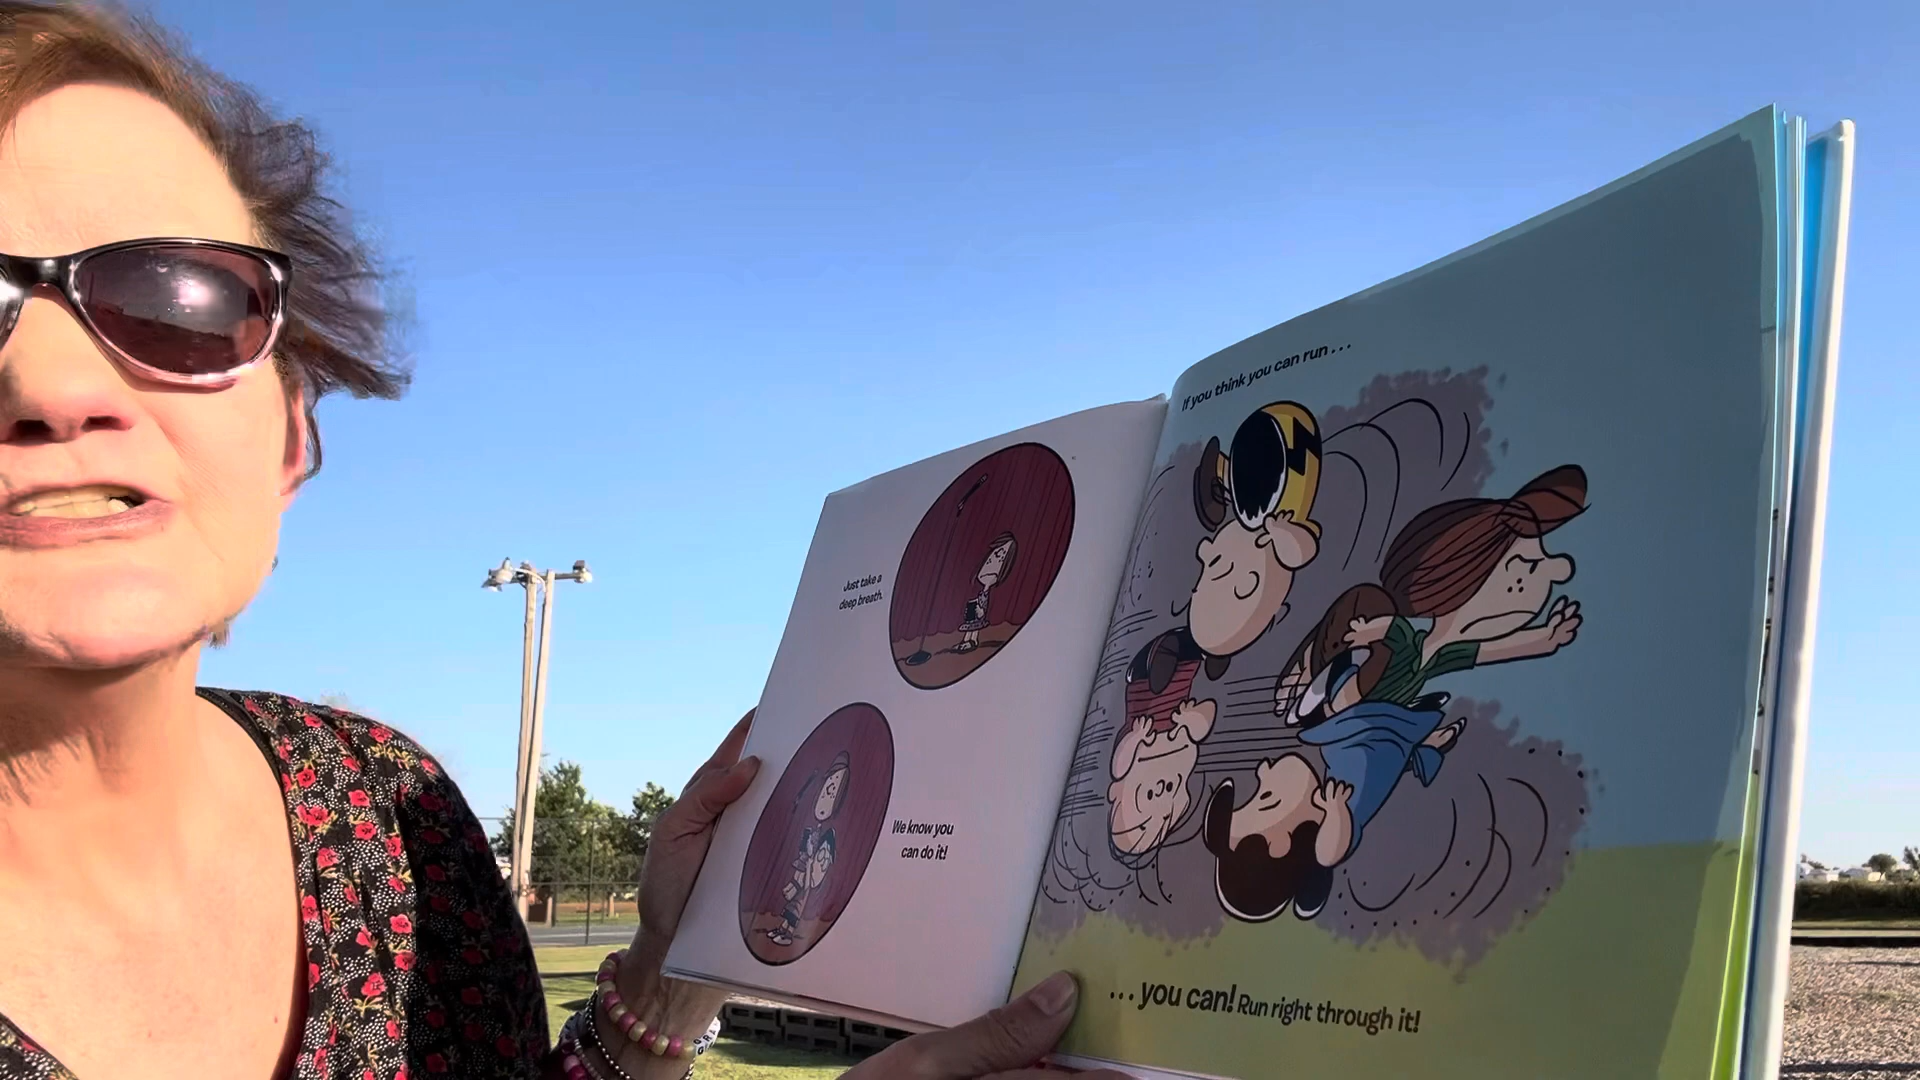 Just take a
deep breath.
We know you
can do it!
If you think you can run...
...you can! Run right through it!